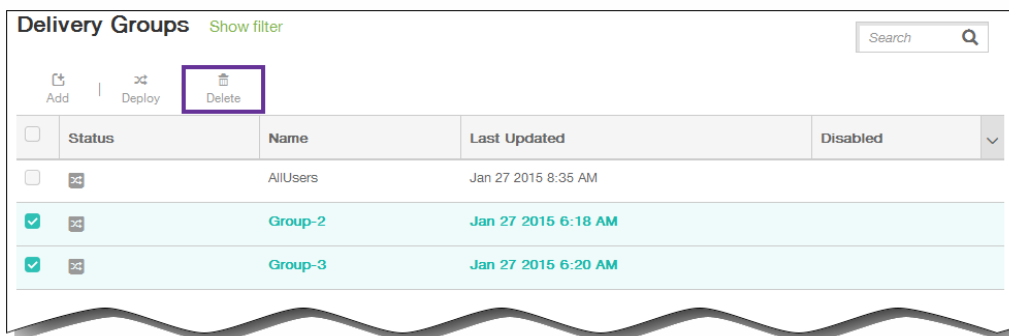 Delivery Groups Show filter
Search
Add | Deploy Delete
Status Name Last Updated Disabled
AllUsers Jan 27 2015 8:35 AM
Group-2 Jan 27 2015 6:18 AM
Group-3 Jan 27 2015 6:20 AM